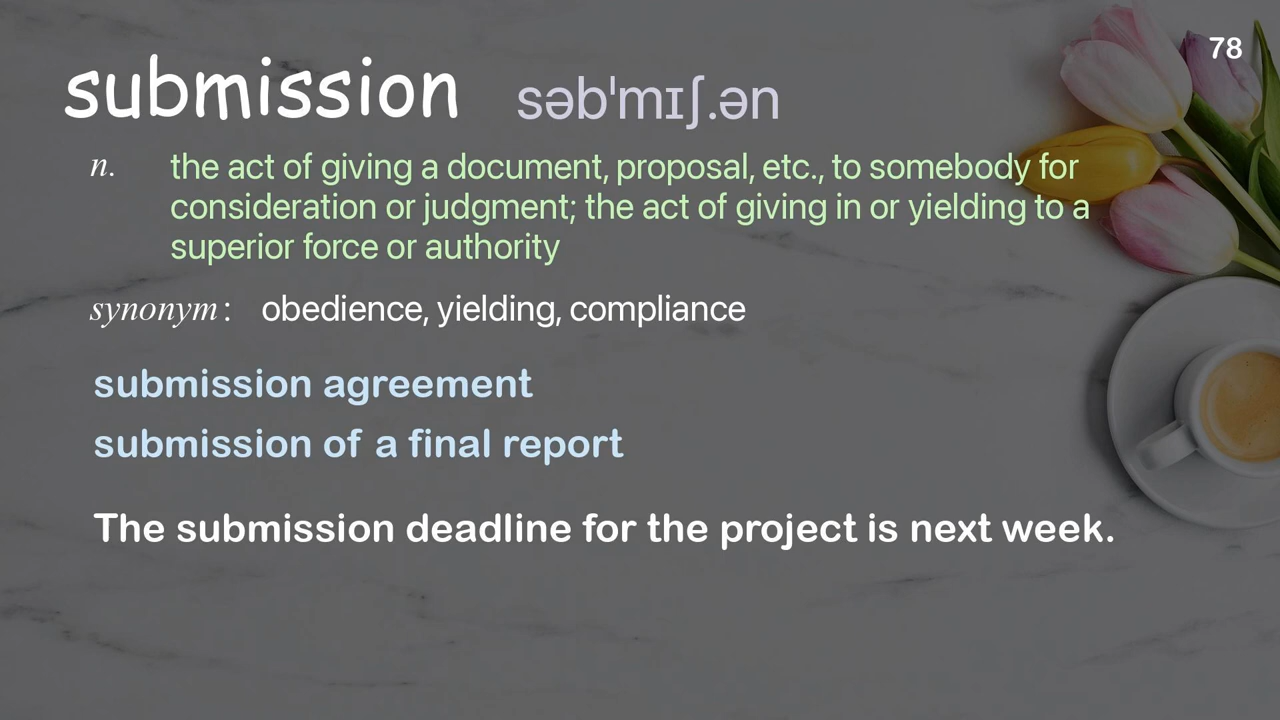 78
submission səbˈmɪʃ.ən
n. the act of giving a document, proposal, etc., to somebody for
consideration or judgment; the act of giving in or yielding to a
superior force or authority
synonym: obedience, yielding, compliance
submission agreement
submission of a final report
The submission deadline for the project is next week.